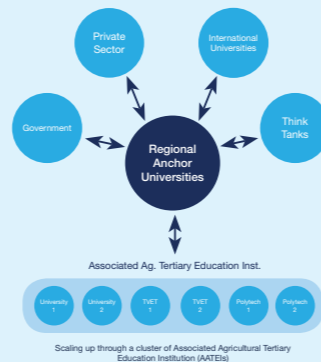 Private
Sector
International
Universities
Government
Think
Tanks
Regional
Anchor
Universities
Associated Ag. Tertiary Education Inst.
University
1
University
2
TVET
1
TVET
2
Polytech
1
Polytech
2
Scaling up through a cluster of Associated Agricultural Tertiary
Education Institution (AATEIs)